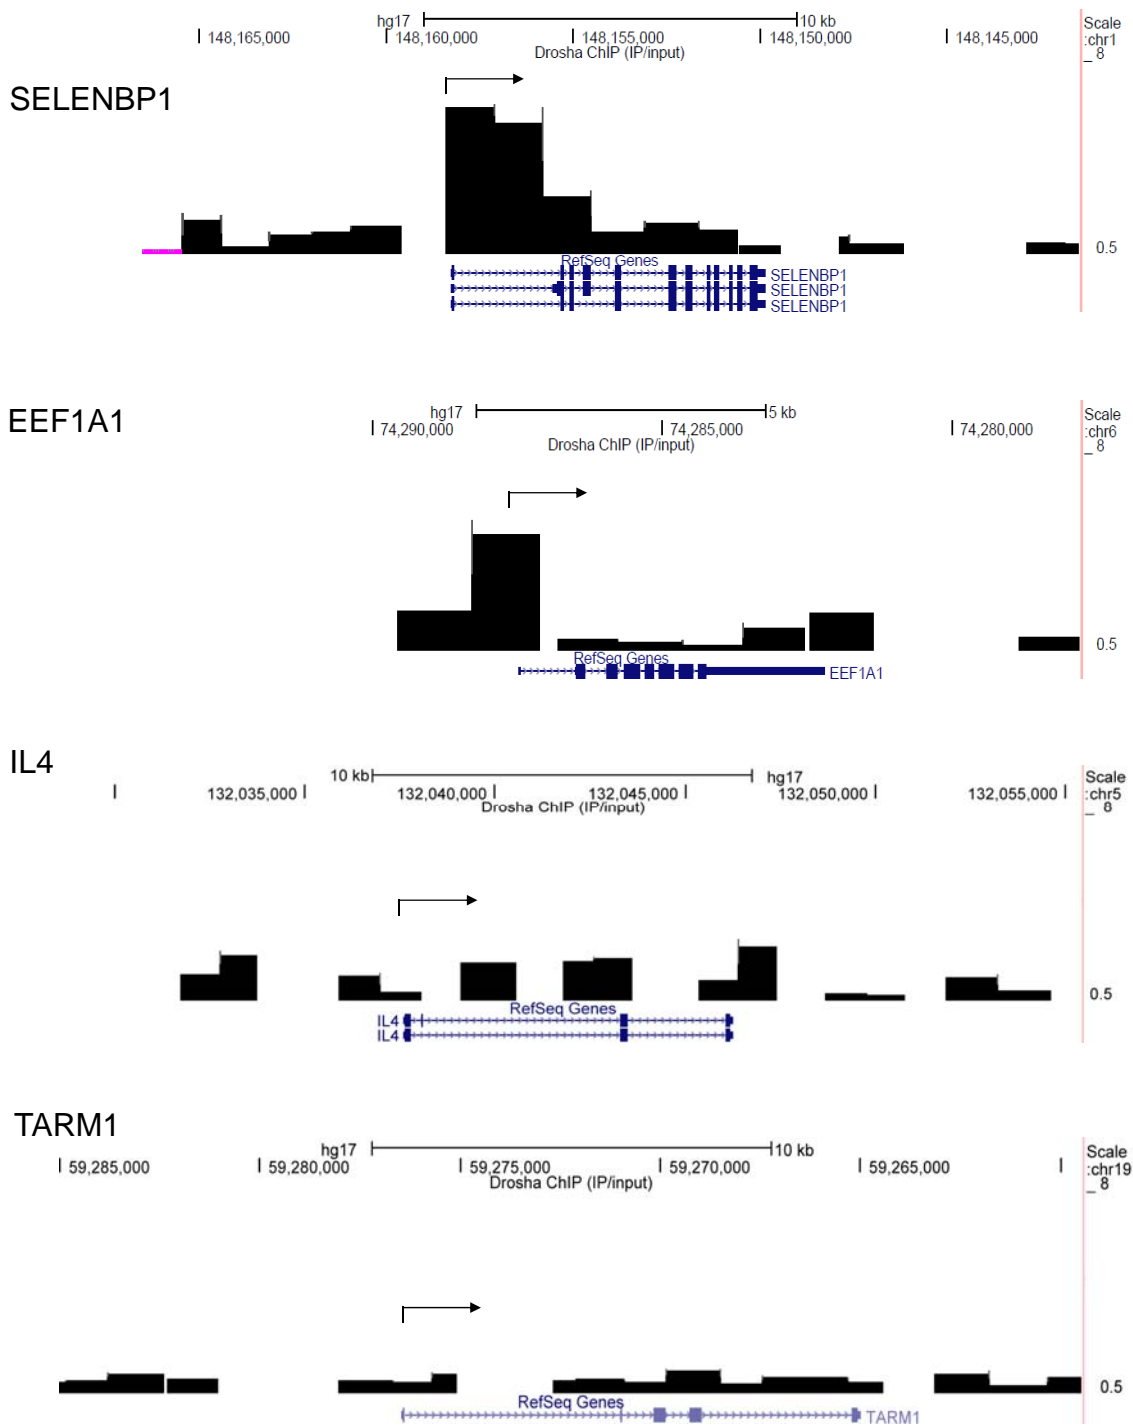 hg17 10 kb Scale
148,165,000 148,160,000 148,155,000 148,150,000 148,145,000 :chr1
Drosha ChIP (IP/input) 8
SELENBP1
0.5
RefSeq Genes
SELENBP1
SELENBP1
SELENBP1
hg17 5 kb Scale
EEF1A1
74,290,000 74,285,000 74,280,000 :chr6
Drosha ChIP (IP/input) 8
0.5
RefSeq Genes
EEF1A1
IL4
10 kb hg17 Scale
132,035,000 132,040,000 132,045,000 132,050,000 132,055,000 :chr5
Drosha ChIP (IP/input) 8
0.5
RefSeq Genes
IL4
IL4
TARM1
hg17 10 kb Scale
59,285,000 59,280,000 59,275,000 59,270,000 59,265,000 :chr19
Drosha ChIP (IP/input) 8
0.5
RefSeq Genes
TARM1